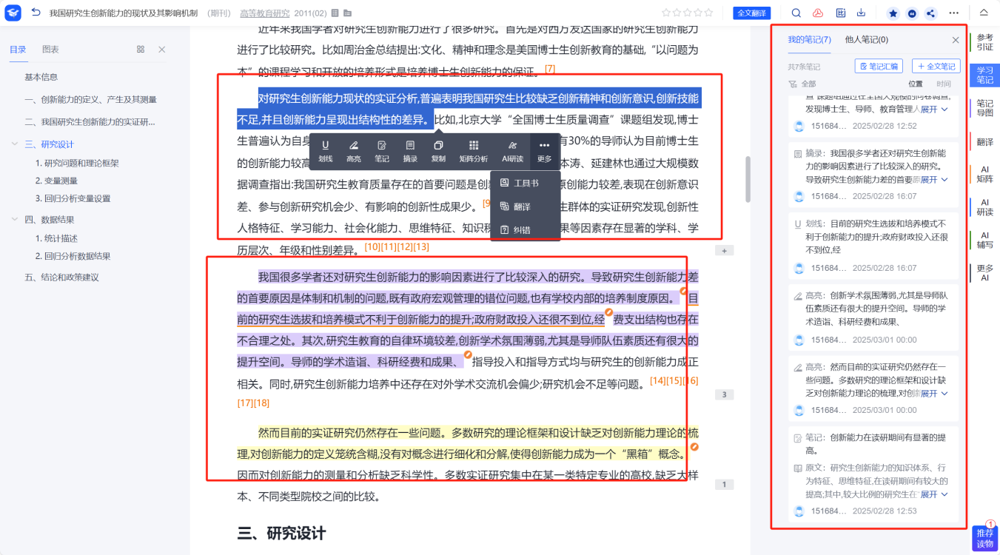 我国研究生创新能力的现状及其影响机制 (期刊) 高等教育研究 2011(02)
全文翻译
目录 图表
基本信息
一、创新能力的定义、产生及其测量
二、我国研究生创新能力的实证研...
三、研究设计
1. 研究问题和理论框架
2. 变量测量
3. 回归分析变量设置
四、数据结果
1. 统计描述
2. 回归分析数据结果
五、结论和政策建议
近年来我国学者对研究生创新能力进行了很多研究。首先是对西方发达国家的研究生创新能力
进行了比较研究。比如周治金总结提出:文化、精神和理念是美国博士生创新教育的基础,“以问题为
本”的课程学习和开放的培养形式是培养博士生创新能力的保证。[7]
对研究生创新能力现状的实证分析,普遍表明我国研究生比较缺乏创新精神和创新意识,创新技能
不足,并且创新能力呈现出结构性的差异。比如,北京大学“全国博士生质量调查”课题组发现,博士
生普遍认为自身 有30%的导师认为目前博士生
的创新能力较高 本涛、延建林也通过大规模数
据调查指出:我国研究生教育质量存在的首要问题是创 原创能力较差,表现在创新意识
差、参与创新研究机会少、有影响的创新性成果少。[9 生群体的实证研究发现,创新性
人格特征、学习能力、社会化能力、思维特征、知识积 果等因素存在显著的学科、学
历层次、年级和性别差异。[10][11][12][13]
划线 高亮 笔记 摘录 复制 矩阵分析 AI研读 更多
工具书
翻译
纠错
+
我国很多学者还对研究生创新能力的影响因素进行了比较深入的研究。导致研究生创新能力差
的首要原因是体制和机制的问题,既有政府宏观管理的错位问题,也有学校内部的培养制度原因。目
前的研究生选拔和培养模式不利于创新能力的提升;政府财政投入还很不到位,经费支出结构也存在
不合理之处。其次,研究生教育的自律环境较差,创新学术氛围薄弱,尤其是导师队伍素质还有很大的
提升空间。导师的学术造诣、科研经费和成果、指导投入和指导方式均与研究生的创新能力成正
相关。同时,研究生创新能力培养中还存在对外学术交流机会偏少;研究机会不足等问题。[14][15][16]
[17][18]
3
然而目前的实证研究仍然存在一些问题。多数研究的理论框架和设计缺乏对创新能力理论的梳
理,对创新能力的定义笼统含糊,没有对概念进行细化和分解,使得创新能力成为一个“黑箱”概念。
因而对创新能力的测量和分析缺乏科学性。多数实证研究集中在某一类特定专业的高校,缺乏大样
本、不同类型院校之间的比较。
1
三、研究设计
我的笔记(7) 他人笔记(0)
共7条笔记 笔记汇编 + 全文笔记
全部 位置 时间
查”课题组通过在全国大规模的问卷调查,
发现博士生、导师、教育管理人展开
151684... 2025/02/28 12:52
摘录: 我国很多学者还对研究生创新能
力的影响因素进行了比较深入的研究。
导致研究生创新能力差的首要原展开
151684... 2025/02/28 16:07
划线: 目前的研究生选拔和培养模式不
利于创新能力的提升;政府财政投入还很
不到位,经
151684... 2025/02/28 16:07
高亮: 创新学术氛围薄弱,尤其是导师队
伍素质还有很大的提升空间。导师的学
术造诣、科研经费和成果、
151684... 2025/03/01 00:00
高亮: 然而目前的实证研究仍然存在一
些问题。多数研究的理论框架和设计缺
乏对创新能力理论的梳理,对创新展开
151684... 2025/03/01 00:00
笔记: 创新能力在读研期间有显著的提
高。
原文: 研究生创新能力的知识体系、行
为特征、思维特征,在读研期间有较大的
提高;其中,较大比例的研究生在展开
151684... 2025/02/28 12:53
参考
引证
学习
笔记
笔记
导图
翻译
AI
矩阵
AI
研读
AI
辅写
更多
AI
1
推荐
读物